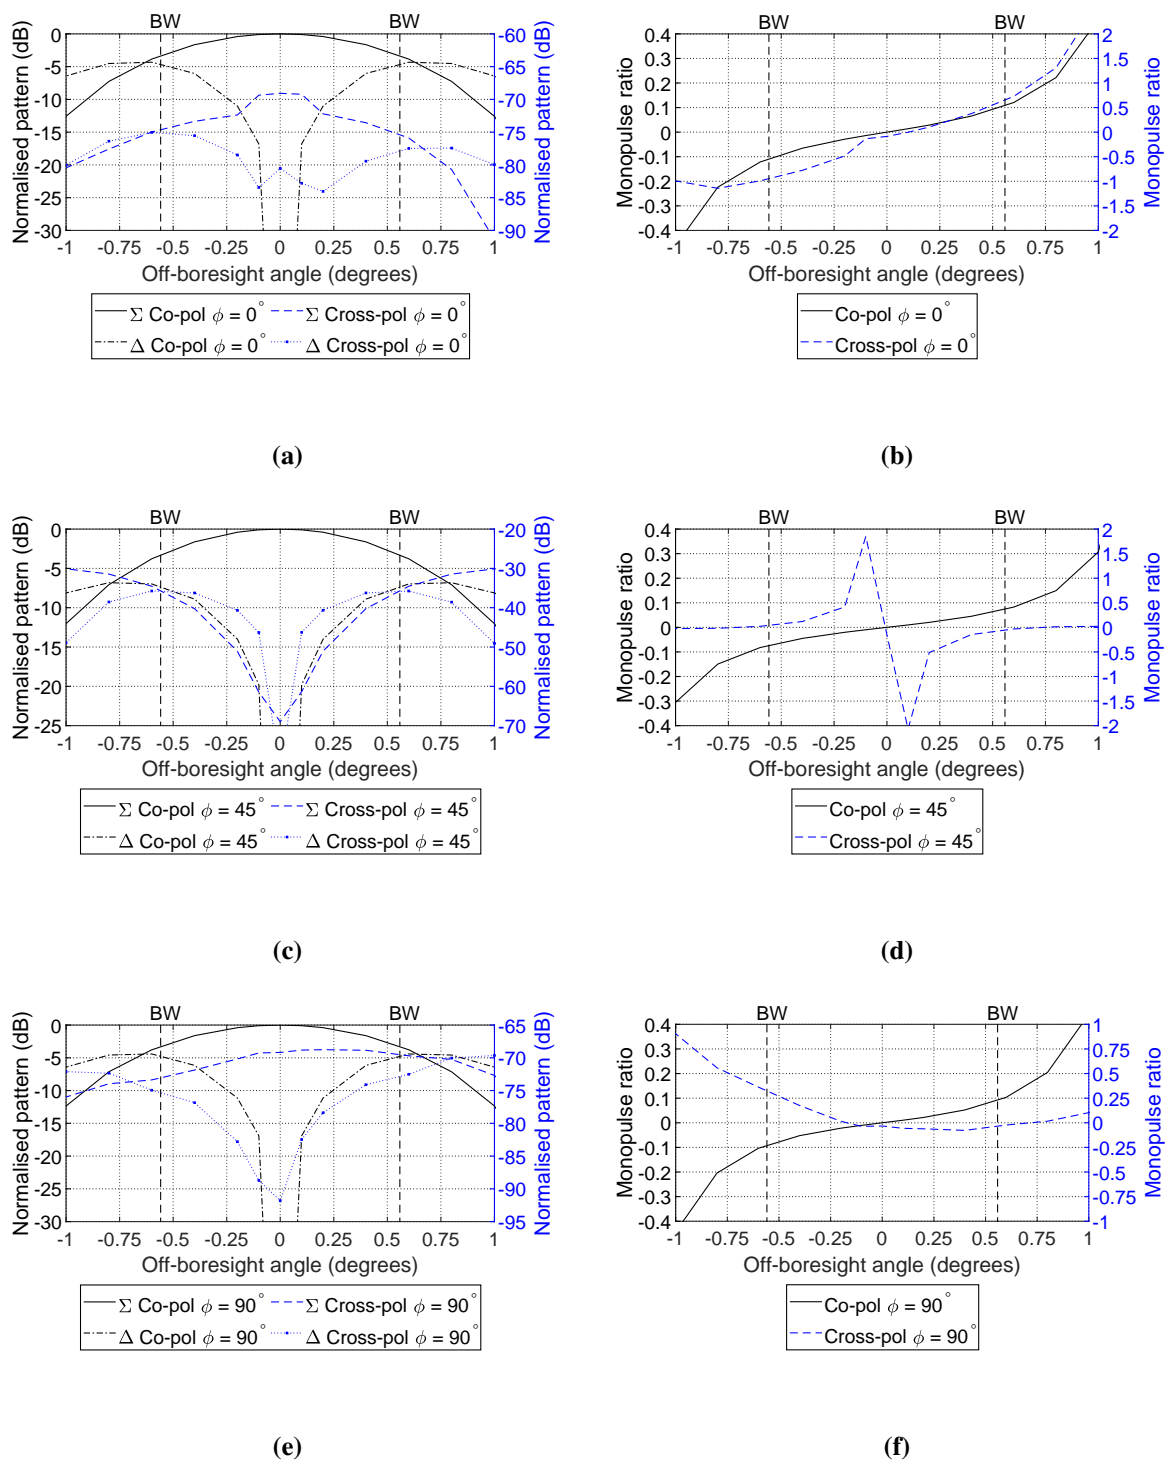 BW BW
0
-5
-10
-15
-20
-25
-30
Normalised pattern (dB)
-60
-65
-70
-75
-80
-85
-90
Normalised pattern (dB)
-1 -0.75 -0.5 -0.25 0 0.25 0.5 0.75 1
Off-boresight angle (degrees)
Σ Co-pol ϕ = 0° Σ Cross-pol ϕ = 0°
Δ Co-pol ϕ = 0° Δ Cross-pol ϕ = 0°
(a)
BW BW
0.4
0.3
0.2
0.1
0
-0.1
-0.2
-0.3
-0.4
Monopulse ratio
2
1.5
1
0.5
0
-0.5
-1
-1.5
-2
Monopulse ratio
-1 -0.75 -0.5 -0.25 0 0.25 0.5 0.75 1
Off-boresight angle (degrees)
Co-pol ϕ = 0°
Cross-pol ϕ = 0°
(b)
BW BW
0
-5
-10
-15
-20
-25
Normalised pattern (dB)
-20
-30
-40
-50
-60
-70
Normalised pattern (dB)
-1 -0.75 -0.5 -0.25 0 0.25 0.5 0.75 1
Off-boresight angle (degrees)
Σ Co-pol ϕ = 45° Σ Cross-pol ϕ = 45°
Δ Co-pol ϕ = 45° Δ Cross-pol ϕ = 45°
(c)
BW BW
0.4
0.3
0.2
0.1
0
-0.1
-0.2
-0.3
-0.4
Monopulse ratio
2
1.5
1
0.5
0
-0.5
-1
-1.5
-2
Monopulse ratio
-1 -0.75 -0.5 -0.25 0 0.25 0.5 0.75 1
Off-boresight angle (degrees)
Co-pol ϕ = 45°
Cross-pol ϕ = 45°
(d)
BW BW
0
-5
-10
-15
-20
-25
-30
Normalised pattern (dB)
-65
-70
-75
-80
-85
-90
-95
Normalised pattern (dB)
-1 -0.75 -0.5 -0.25 0 0.25 0.5 0.75 1
Off-boresight angle (degrees)
Σ Co-pol ϕ = 90° Σ Cross-pol ϕ = 90°
Δ Co-pol ϕ = 90° Δ Cross-pol ϕ = 90°
(e)
BW BW
0.4
0.3
0.2
0.1
0
-0.1
-0.2
-0.3
-0.4
Monopulse ratio
1
0.75
0.5
0.25
0
-0.25
-0.5
-0.75
-1
Monopulse ratio
-1 -0.75 -0.5 -0.25 0 0.25 0.5 0.75 1
Off-boresight angle (degrees)
Co-pol ϕ = 90°
Cross-pol ϕ = 90°
(f)